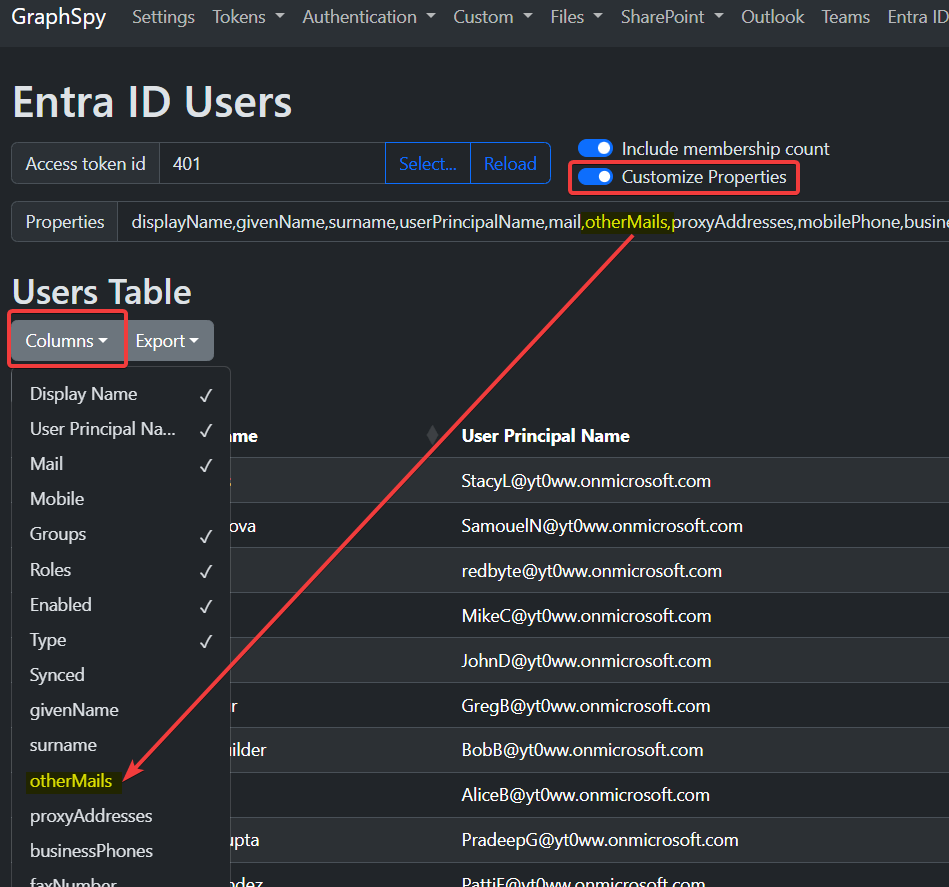 GraphSpy Settings Tokens Authentication Custom Files SharePoint Outlook Teams Entra ID
Entra ID Users
Access token id 401 Select... Reload
Include membership count
Customize Properties
Properties displayName,givenName,surname,userPrincipalName,mail,otherMails,proxyAddresses,mobilePhone,busine
Users Table
Columns Export
Display Name ✓
User Principal Na... ✓
Mail ✓
Mobile
Groups ✓
Roles ✓
Enabled ✓
Type ✓
Synced
givenName
surname
otherMails
proxyAddresses
businessPhones
faxNumber
ame User Principal Name
s StacyL@yt0ww.onmicrosoft.com
ova SamouelN@yt0ww.onmicrosoft.com
redbyte@yt0ww.onmicrosoft.com
MikeC@yt0ww.onmicrosoft.com
JohnD@yt0ww.onmicrosoft.com
r GregB@yt0ww.onmicrosoft.com
uilder BobB@yt0ww.onmicrosoft.com
AliceB@yt0ww.onmicrosoft.com
upta PradeepG@yt0ww.onmicrosoft.com
ndez PattiF@yt0ww.onmicrosoft.com